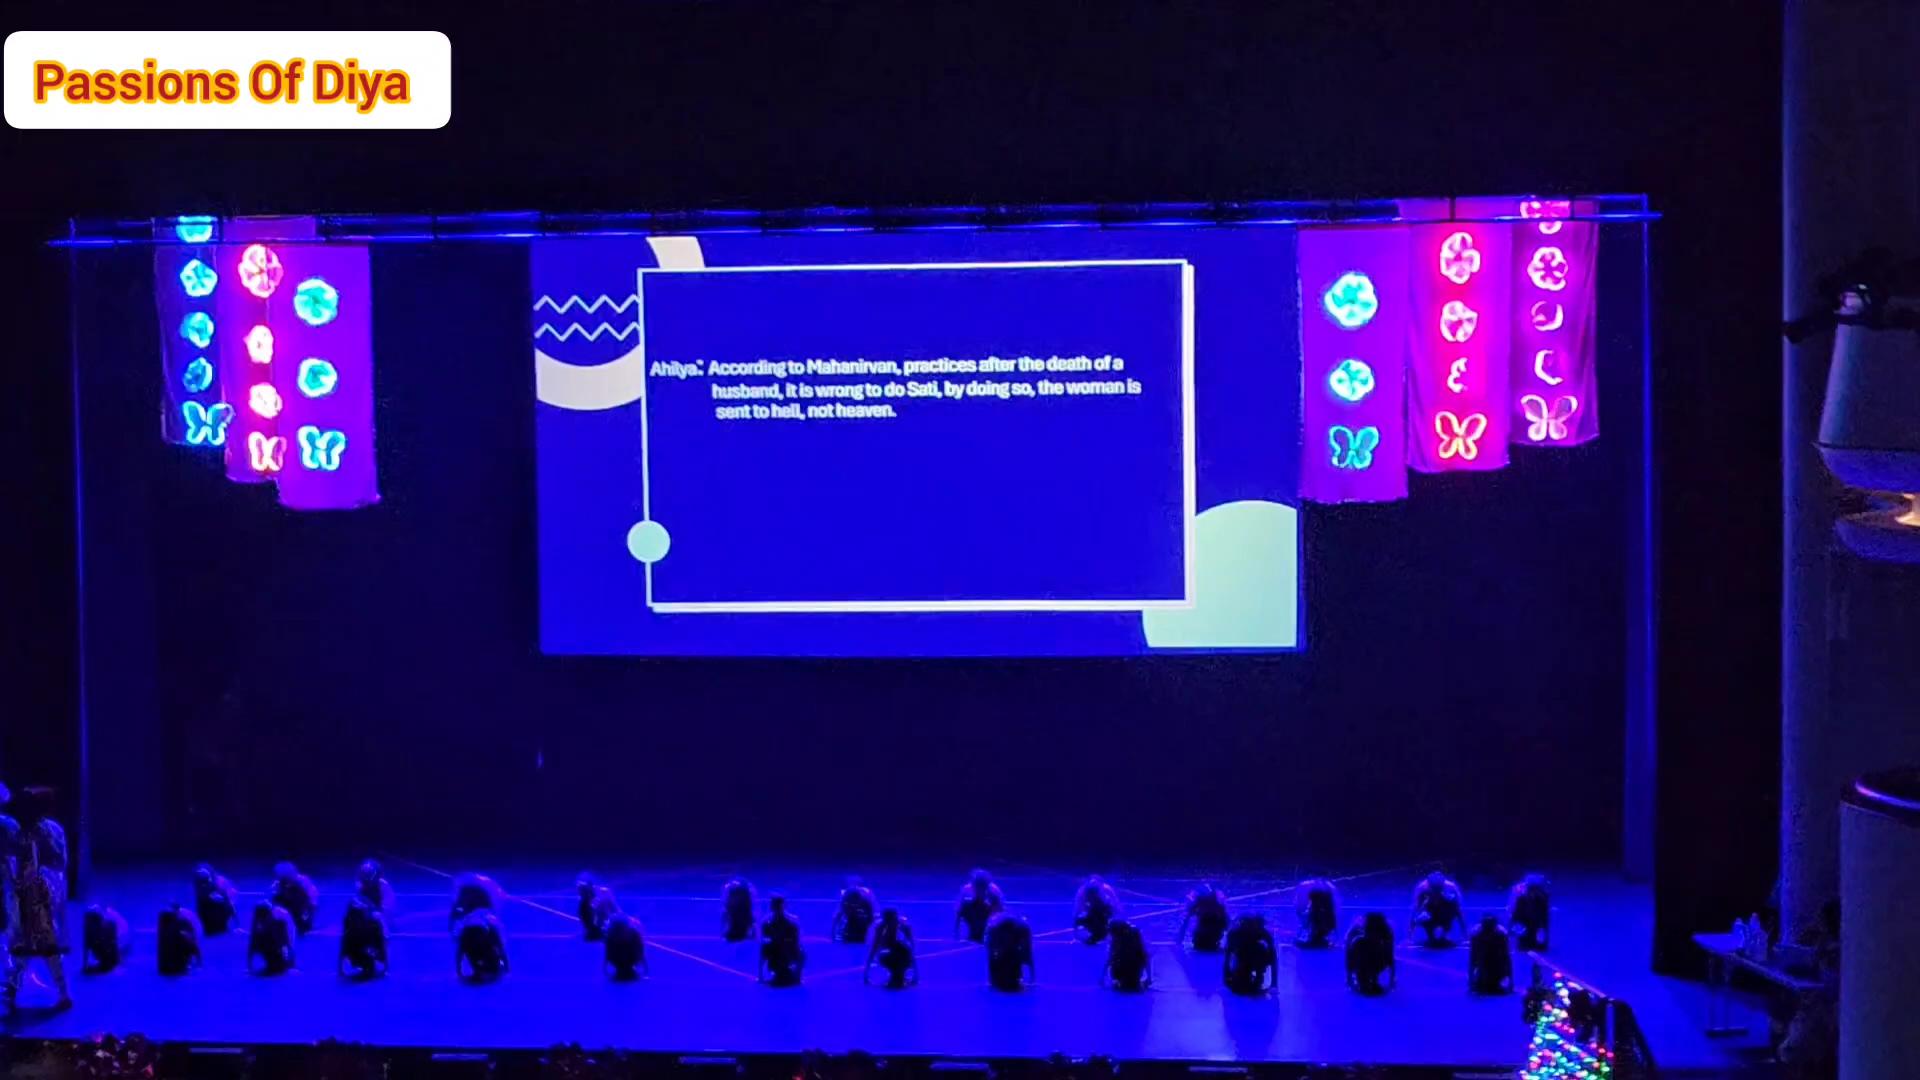 Passions Of Diya
Ahilya: According to Mahanirvan, practices after the death of a
husband, it is wrong to do Sati, by doing so, the woman is
sent to hell, not heaven.